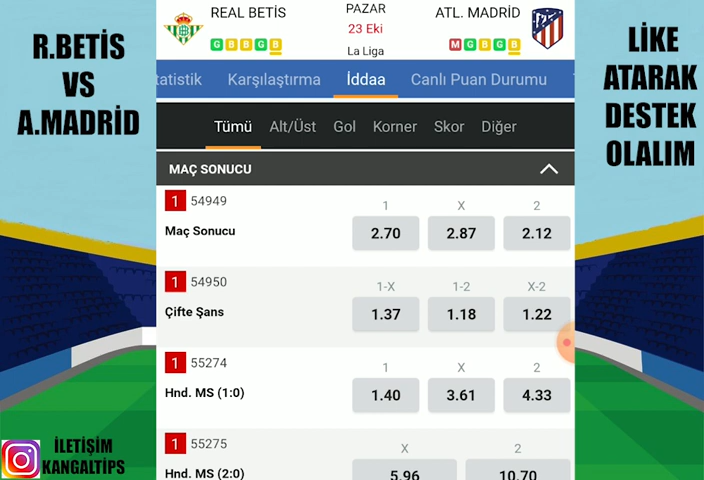 R.BETİS
VS
A.MADRİD
REAL BETİS
PAZAR
23 Eki
La Liga
ATL. MADRİD
G B B G B
M G B G B
tatistik Karşılaştırma İddaa Canlı Puan Durumu
Tümü Alt/Üst Gol Korner Skor Diğer
MAÇ SONUCU
1 54949
Maç Sonucu
1 X 2
2.70 2.87 2.12
1 54950
Çifte Şans
1-X 1-2 X-2
1.37 1.18 1.22
1 55274
Hnd. MS (1:0)
1 X 2
1.40 3.61 4.33
1 55275
Hnd. MS (2:0)
X 2
5.96 10.70
LİKE
ATARAK
DESTEK
OLALIM
İLETİŞİM
KANGALTİPS